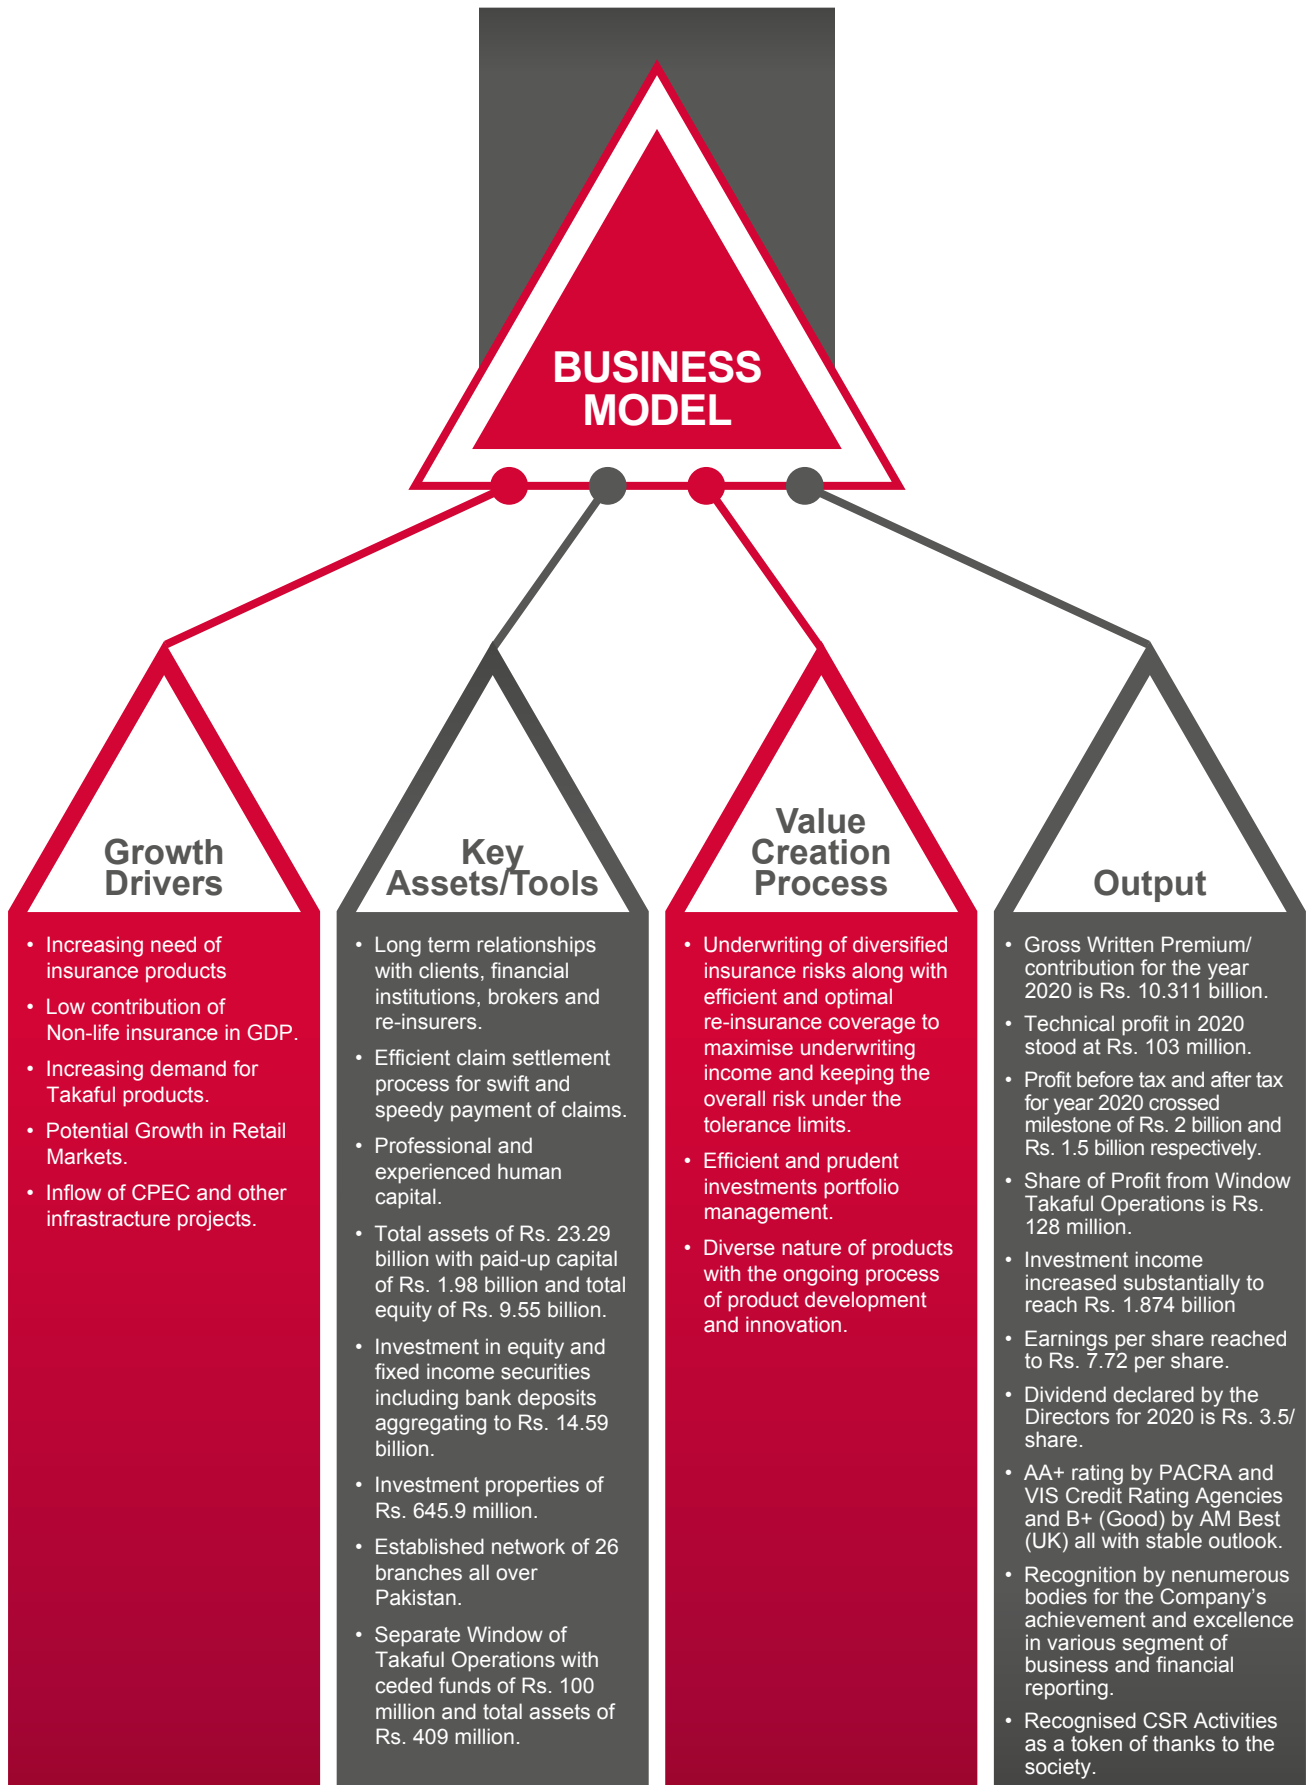 BUSINESS
MODEL
Growth
Drivers
• Increasing need of
insurance products
• Low contribution of
Non-life insurance in GDP.
• Increasing demand for
Takaful products.
• Potential Growth in Retail
Markets.
• Inflow of CPEC and other
infrastracture projects.
Key
Assets/Tools
• Long term relationships
with clients, financial
institutions, brokers and
re-insurers.
• Efficient claim settlement
process for swift and
speedy payment of claims.
• Professional and
experienced human
capital.
• Total assets of Rs. 23.29
billion with paid-up capital
of Rs. 1.98 billion and total
equity of Rs. 9.55 billion.
• Investment in equity and
fixed income securities
including bank deposits
aggregating to Rs. 14.59
billion.
• Investment properties of
Rs. 645.9 million.
• Established network of 26
branches all over
Pakistan.
• Separate Window of
Takaful Operations with
ceded funds of Rs. 100
million and total assets of
Rs. 409 million.
Value
Creation
Process
• Underwriting of diversified
insurance risks along with
efficient and optimal
re-insurance coverage to
maximise underwriting
income and keeping the
overall risk under the
tolerance limits.
• Efficient and prudent
investments portfolio
management.
• Diverse nature of products
with the ongoing process
of product development
and innovation.
Output
• Gross Written Premium/
contribution for the year
2020 is Rs. 10.311 billion.
• Technical profit in 2020
stood at Rs. 103 million.
• Profit before tax and after tax
for year 2020 crossed
milestone of Rs. 2 billion and
Rs. 1.5 billion respectively.
• Share of Profit from Window
Takaful Operations is Rs.
128 million.
• Investment income
increased substantially to
reach Rs. 1.874 billion
• Earnings per share reached
to Rs. 7.72 per share.
• Dividend declared by the
Directors for 2020 is Rs. 3.5/
share.
• AA+ rating by PACRA and
VIS Credit Rating Agencies
and B+ (Good) by AM Best
(UK) all with stable outlook.
• Recognition by nenumerous
bodies for the Company’s
achievement and excellence
in various segment of
business and financial
reporting.
• Recognised CSR Activities
as a token of thanks to the
society.